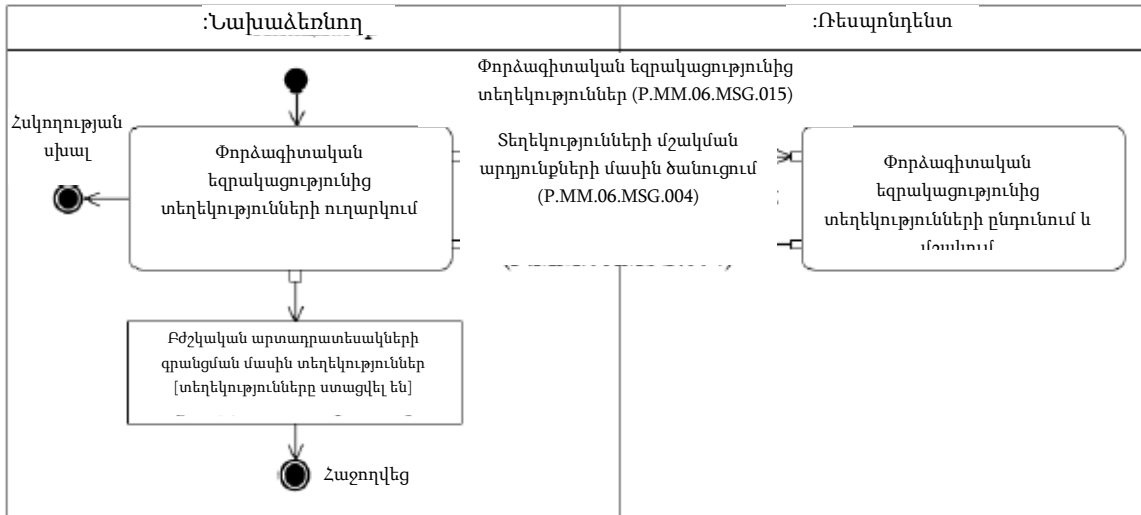 :Նախաձեռնող
:Ռեսպոնդենտ
Փորձագիտական եզրակացությունից
տեղեկություններ (P.MM.06.MSG.015)
Հսկողության
սխալ
Փորձագիտական
եզրակացությունից
տեղեկությունների ուղարկում
Տեղեկությունների մշակման
արդյունքների մասին ծանուցում
(P.MM.06.MSG.004)
Փորձագիտական
եզրակացությունից
տեղեկությունների ընդունում և
մշակում
Բժշկական արտադրատեսակների
գրանցման մասին տեղեկություններ
[տեղեկությունները ստացվել են]
Հաջողվեց